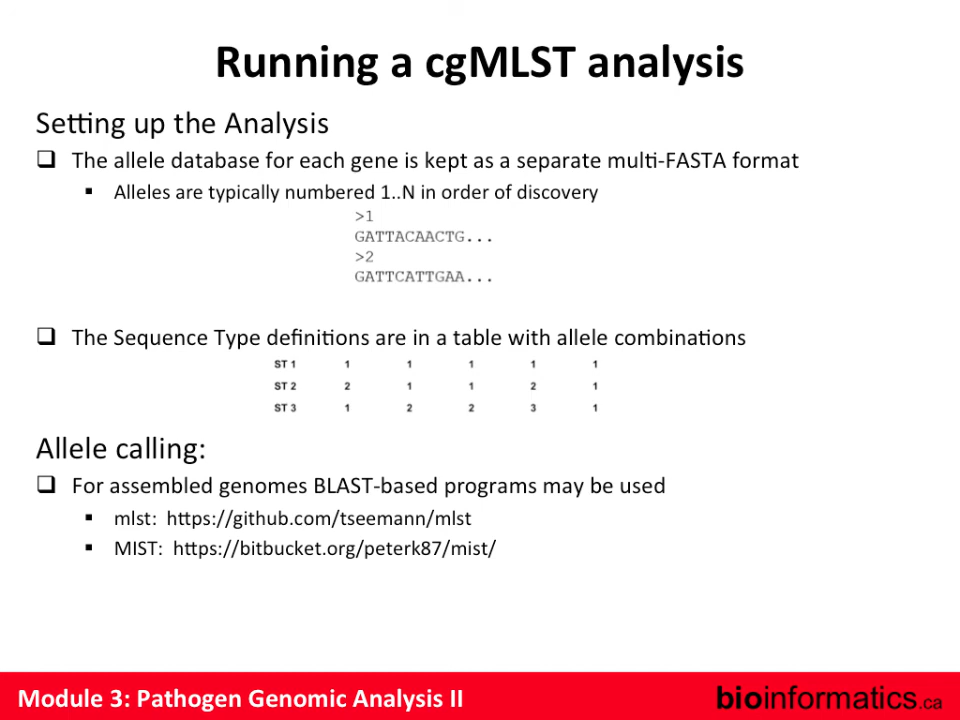 Running a cgMLST analysis
Setting up the Analysis
The allele database for each gene is kept as a separate multi-FASTA format
Alleles are typically numbered 1..N in order of discovery
>1
GATTACAACTG...
>2
GATTCATTGAA...
The Sequence Type definitions are in a table with allele combinations
ST 1 1 1 1 1 1
ST 2 2 1 1 2 1
ST 3 1 2 2 3 1
Allele calling:
For assembled genomes BLAST-based programs may be used
mlst: https://github.com/tseemann/mlst
MIST: https://bitbucket.org/peterk87/mist/
Module 3: Pathogen Genomic Analysis II
bioinformatics.ca